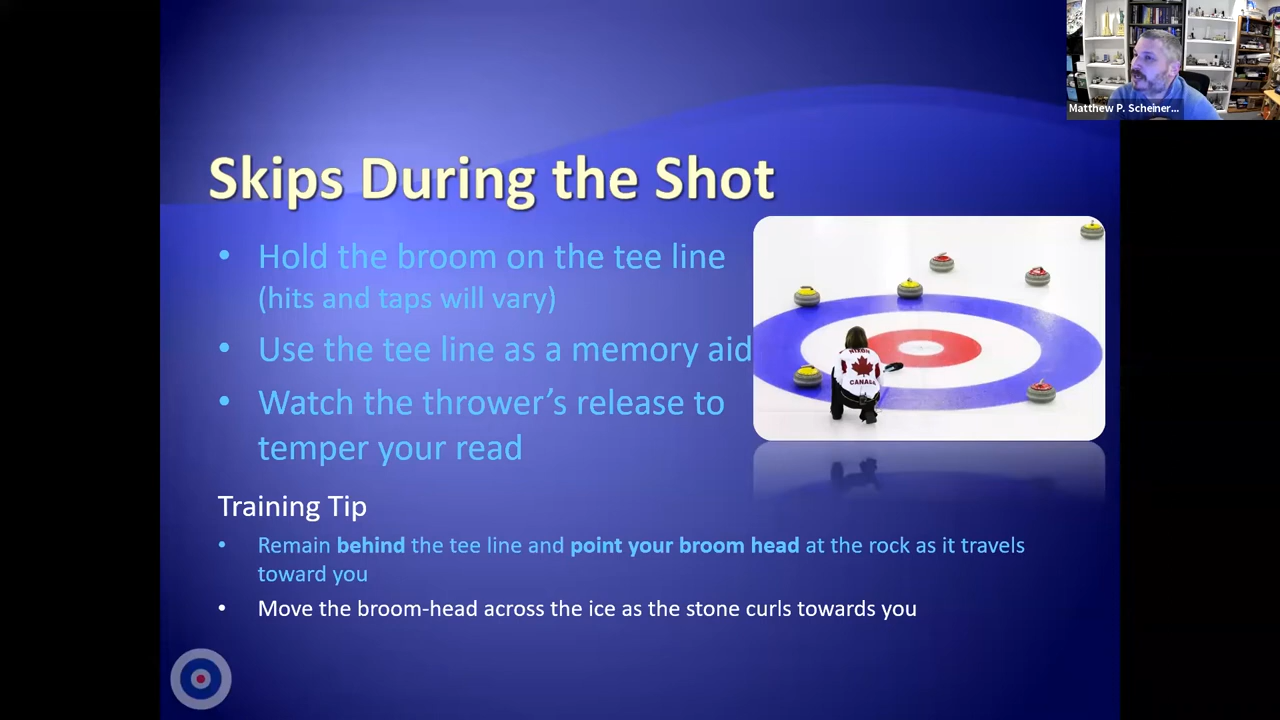 Matthew P. Scheiner...
Skips During the Shot
• Hold the broom on the tee line
(hits and taps will vary)
• Use the tee line as a memory aid
• Watch the thrower’s release to
temper your read
NIXON
CANADA
Training Tip
• Remain behind the tee line and point your broom head at the rock as it travels
toward you
• Move the broom-head across the ice as the stone curls towards you